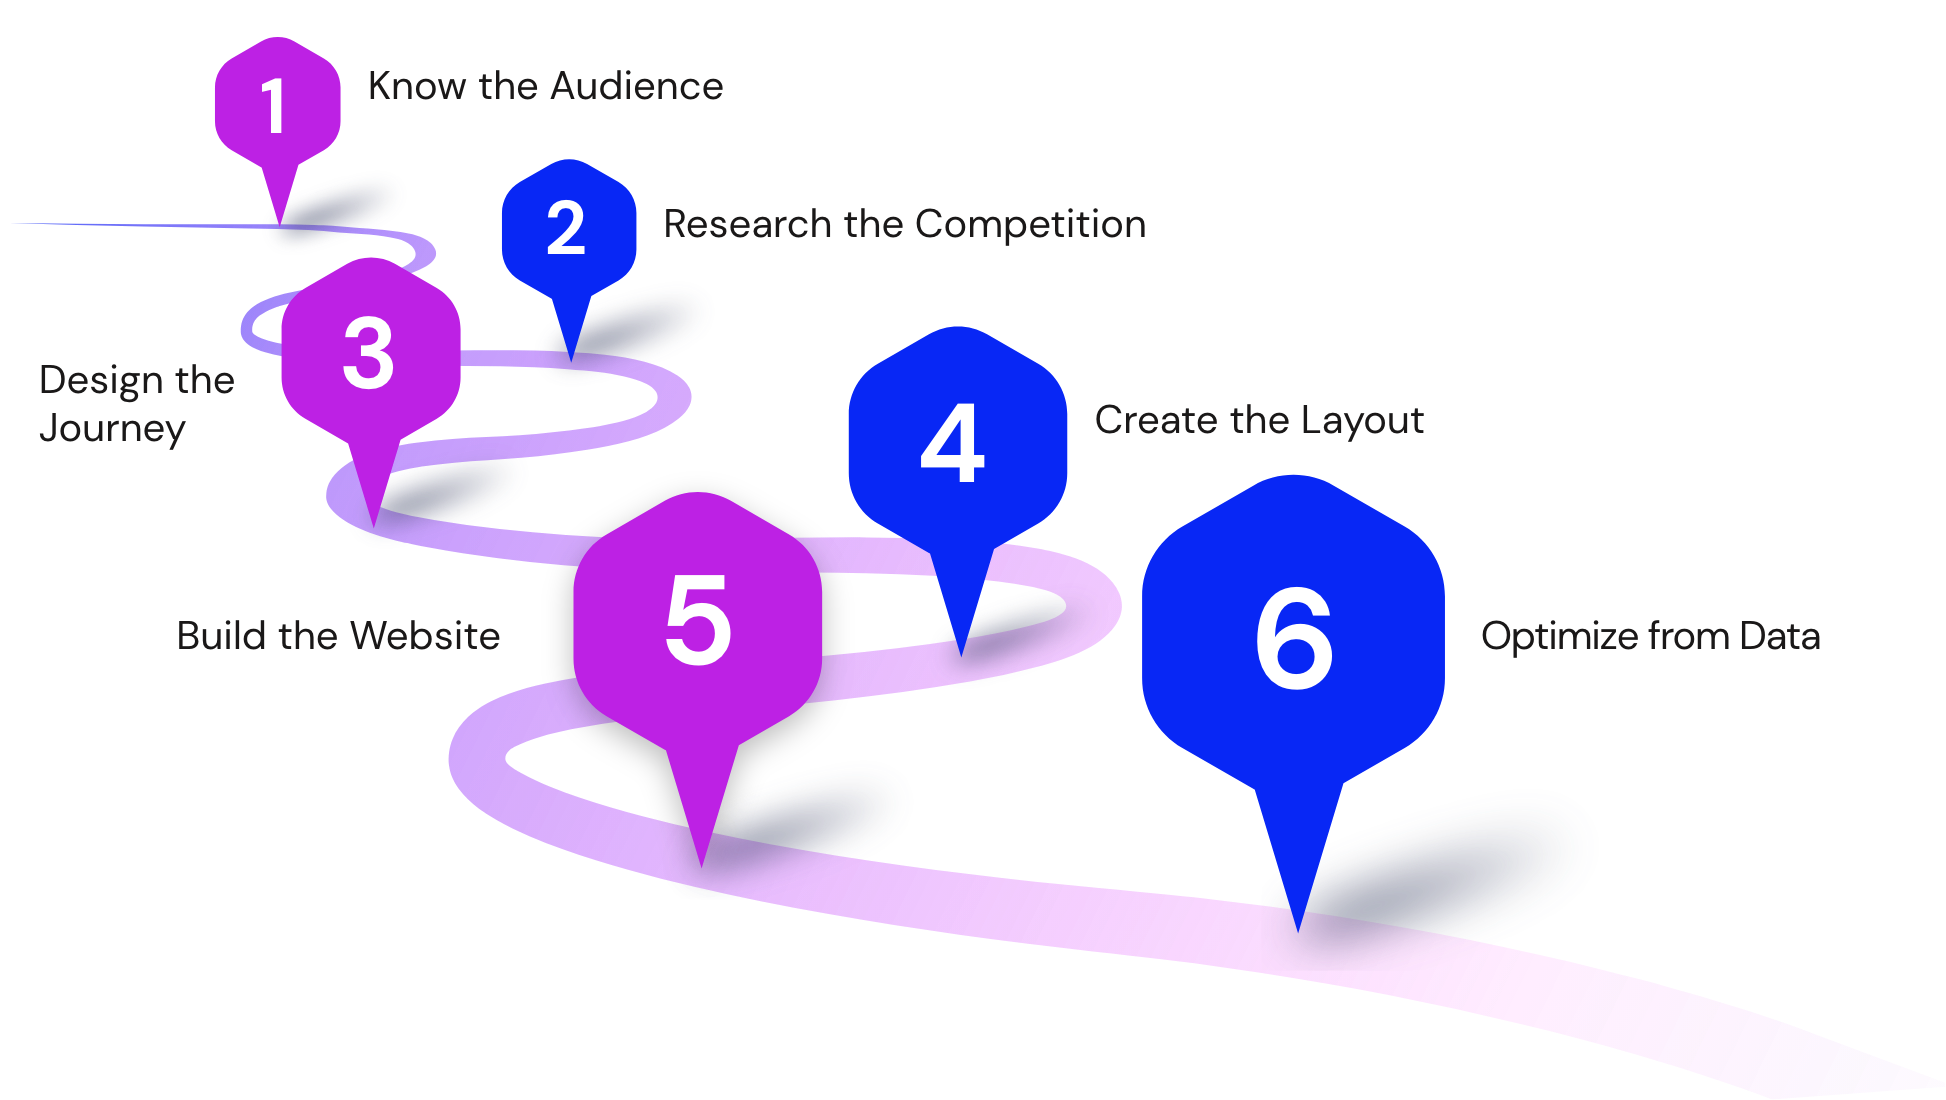 1
Know the Audience
2
Research the Competition
3
Design the
Journey
4
Create the Layout
5
Build the Website
6
Optimize from Data